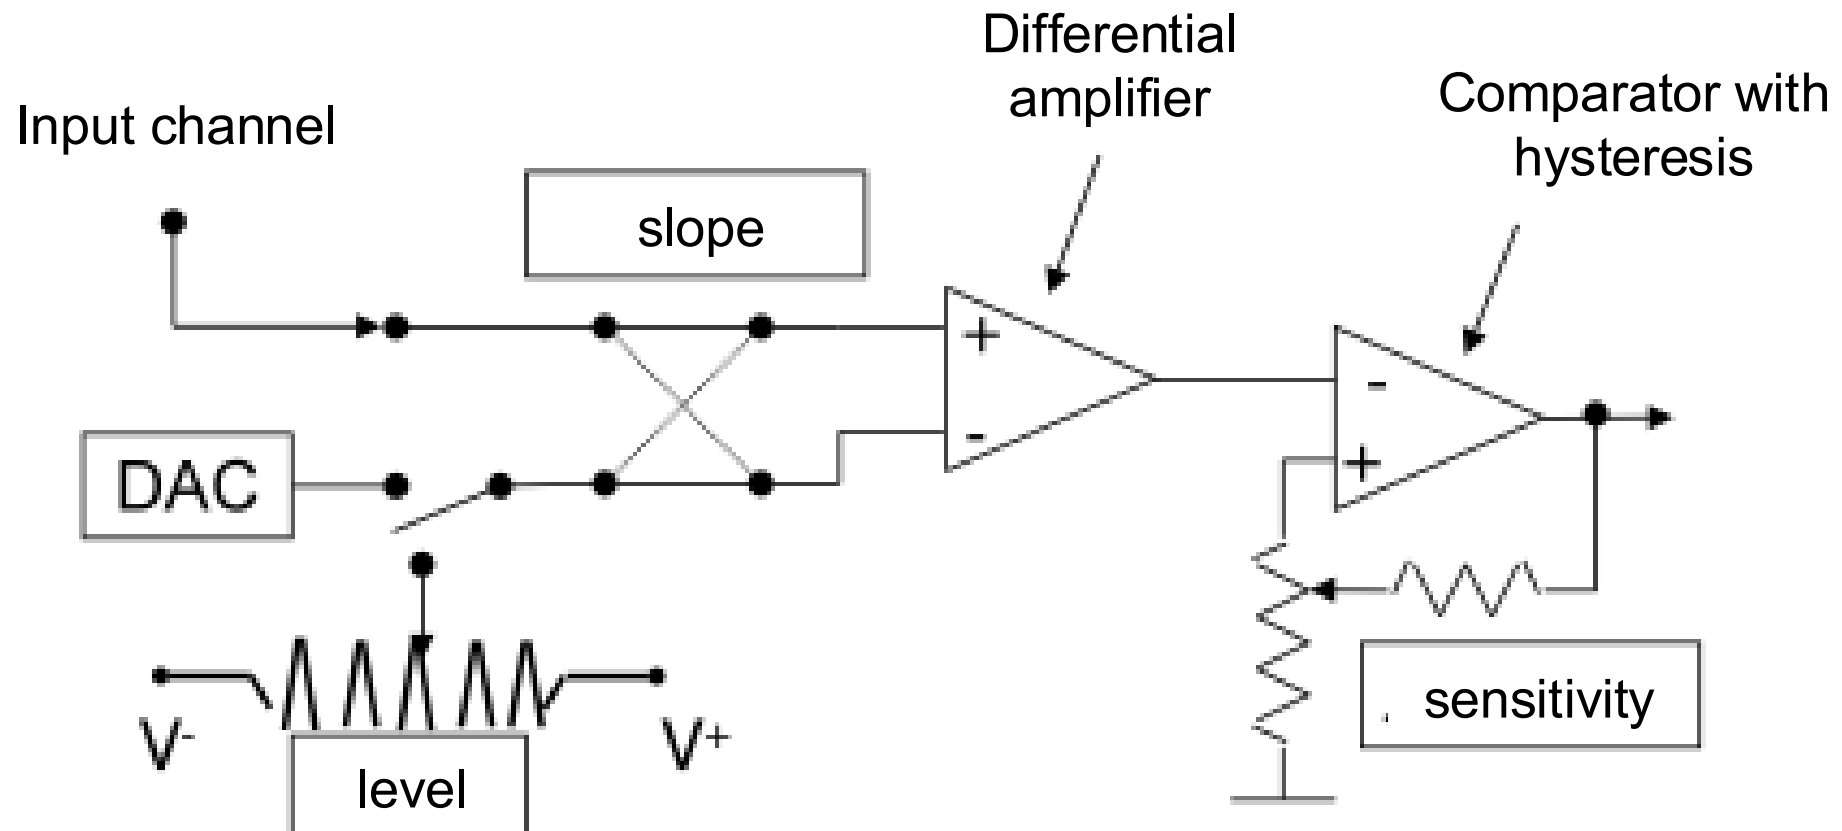 Differential
amplifier
Comparator with
hysteresis
Input channel
slope
+
-
-
+
DAC
sensitivity
V-
V+
level